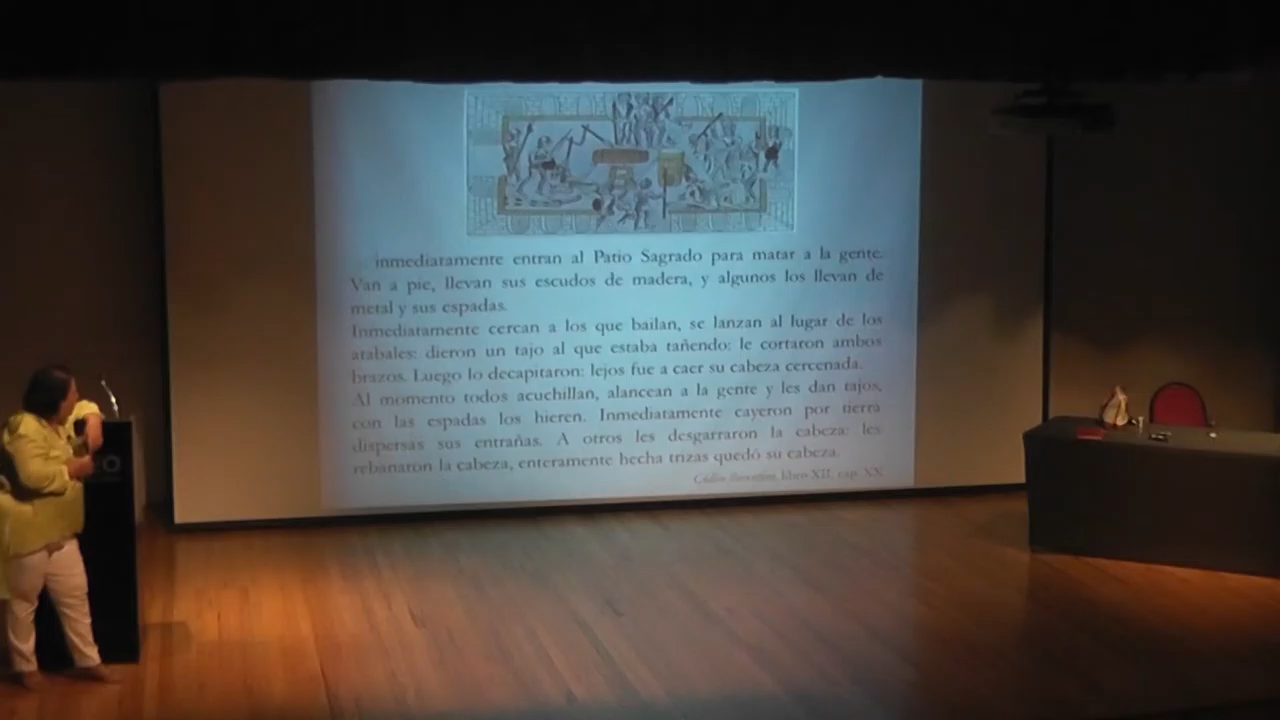 inmediatamente entran al Patio Sagrado para matar a la gente.
Van a pie, llevan sus escudos de madera, y algunos los llevan de
metal y sus espadas.
Inmediatamente cercan a los que bailan, se lanzan al lugar de los
atabales: dieron un tajo al que estaba tañendo: le cortaron ambos
brazos. Luego lo decapitaron: lejos fue a caer su cabeza cercenada.
Al momento todos acuchillan, alancean a la gente y les dan tajos,
con las espadas los hieren. Inmediatamente cayeron por tierra
dispersas sus entrañas. A otros les desgarraron la cabeza: les
rebanaron la cabeza, enteramente hecha trizas quedó su cabeza.
libro XII, cap. XX